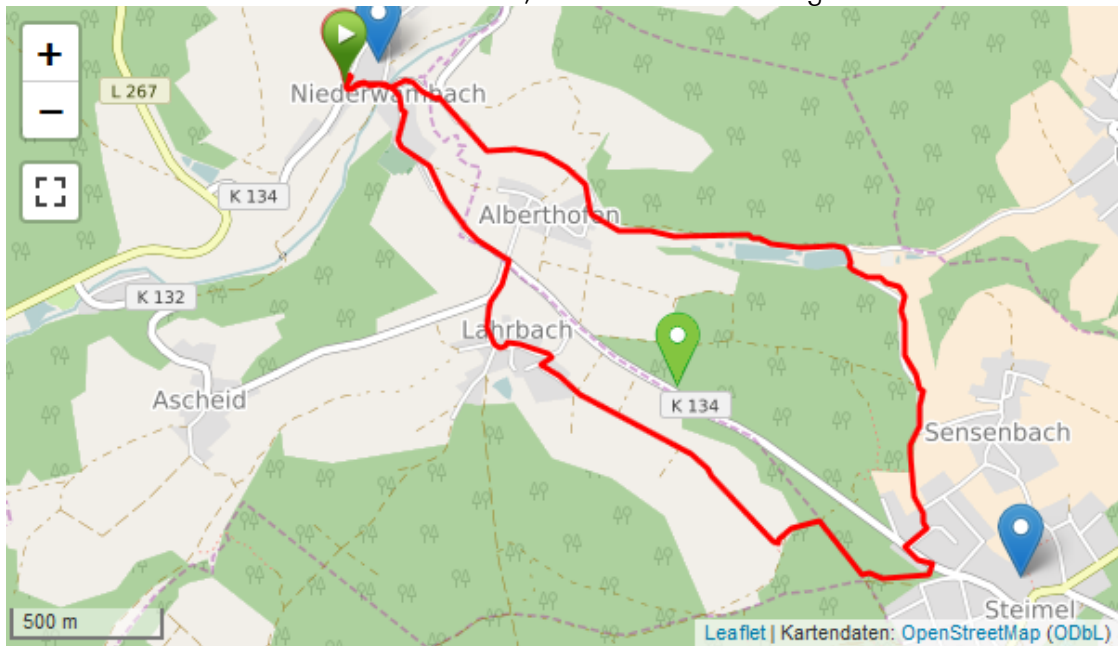 +
Niederwambach
L 267
−
K 134
Alberthofen
K 132
Lahrbach
Ascheid
K 134
Sensenbach
Steimel
500 m
Leaflet | Kartendaten: OpenStreetMap (ODbL)